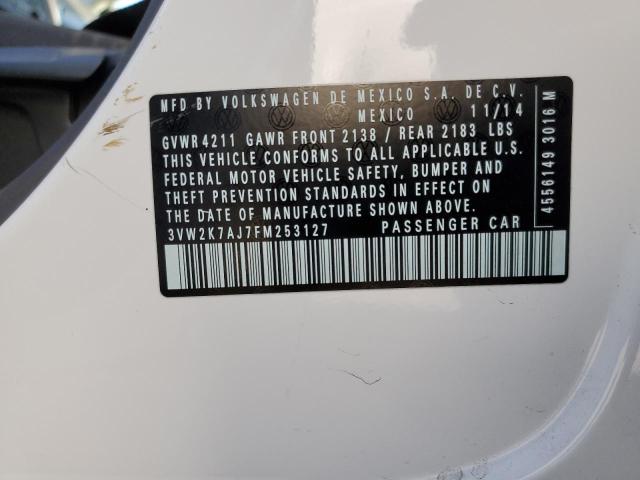 MFD BY VOLKSWAGEN DE MEXICO S.A. DE C.V.
MEXICO 11/14
GVWR 4211 GAWR FRONT 2138 / REAR 2183 LBS
THIS VEHICLE CONFORMS TO ALL APPLICABLE U.S.
FEDERAL MOTOR VEHICLE SAFETY, BUMPER AND
THEFT PREVENTION STANDARDS IN EFFECT ON
THE DATE OF MANUFACTURE SHOWN ABOVE.
3VW2K7AJ7FM253127 PASSENGER CAR
4556149 3016 M